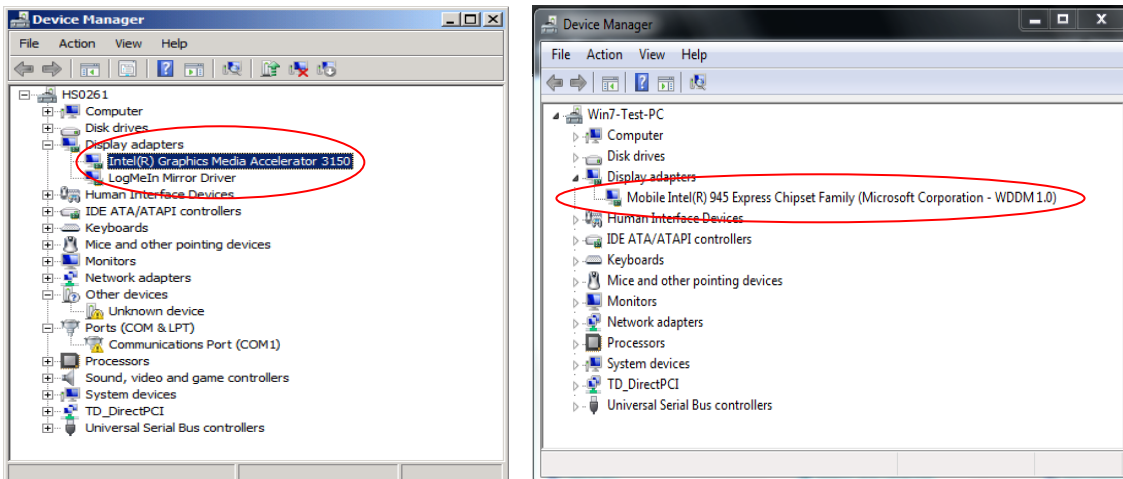 Device Manager
File Action View Help
HS0261
Computer
Disk drives
Display adapters
Intel(R) Graphics Media Accelerator 3150
LogMeIn Mirror Driver
Human Interface Devices
IDE ATA/ATAPI controllers
Keyboards
Mice and other pointing devices
Monitors
Network adapters
Other devices
Unknown device
Ports (COM & LPT)
Communications Port (COM1)
Processors
Sound, video and game controllers
System devices
TD_DirectPCI
Universal Serial Bus controllers
Device Manager
File Action View Help
Win7-Test-PC
Computer
Disk drives
Display adapters
Mobile Intel(R) 945 Express Chipset Family (Microsoft Corporation - WDDM 1.0)
Human Interface Devices
IDE ATA/ATAPI controllers
Keyboards
Mice and other pointing devices
Monitors
Network adapters
Processors
System devices
TD_DirectPCI
Universal Serial Bus controllers